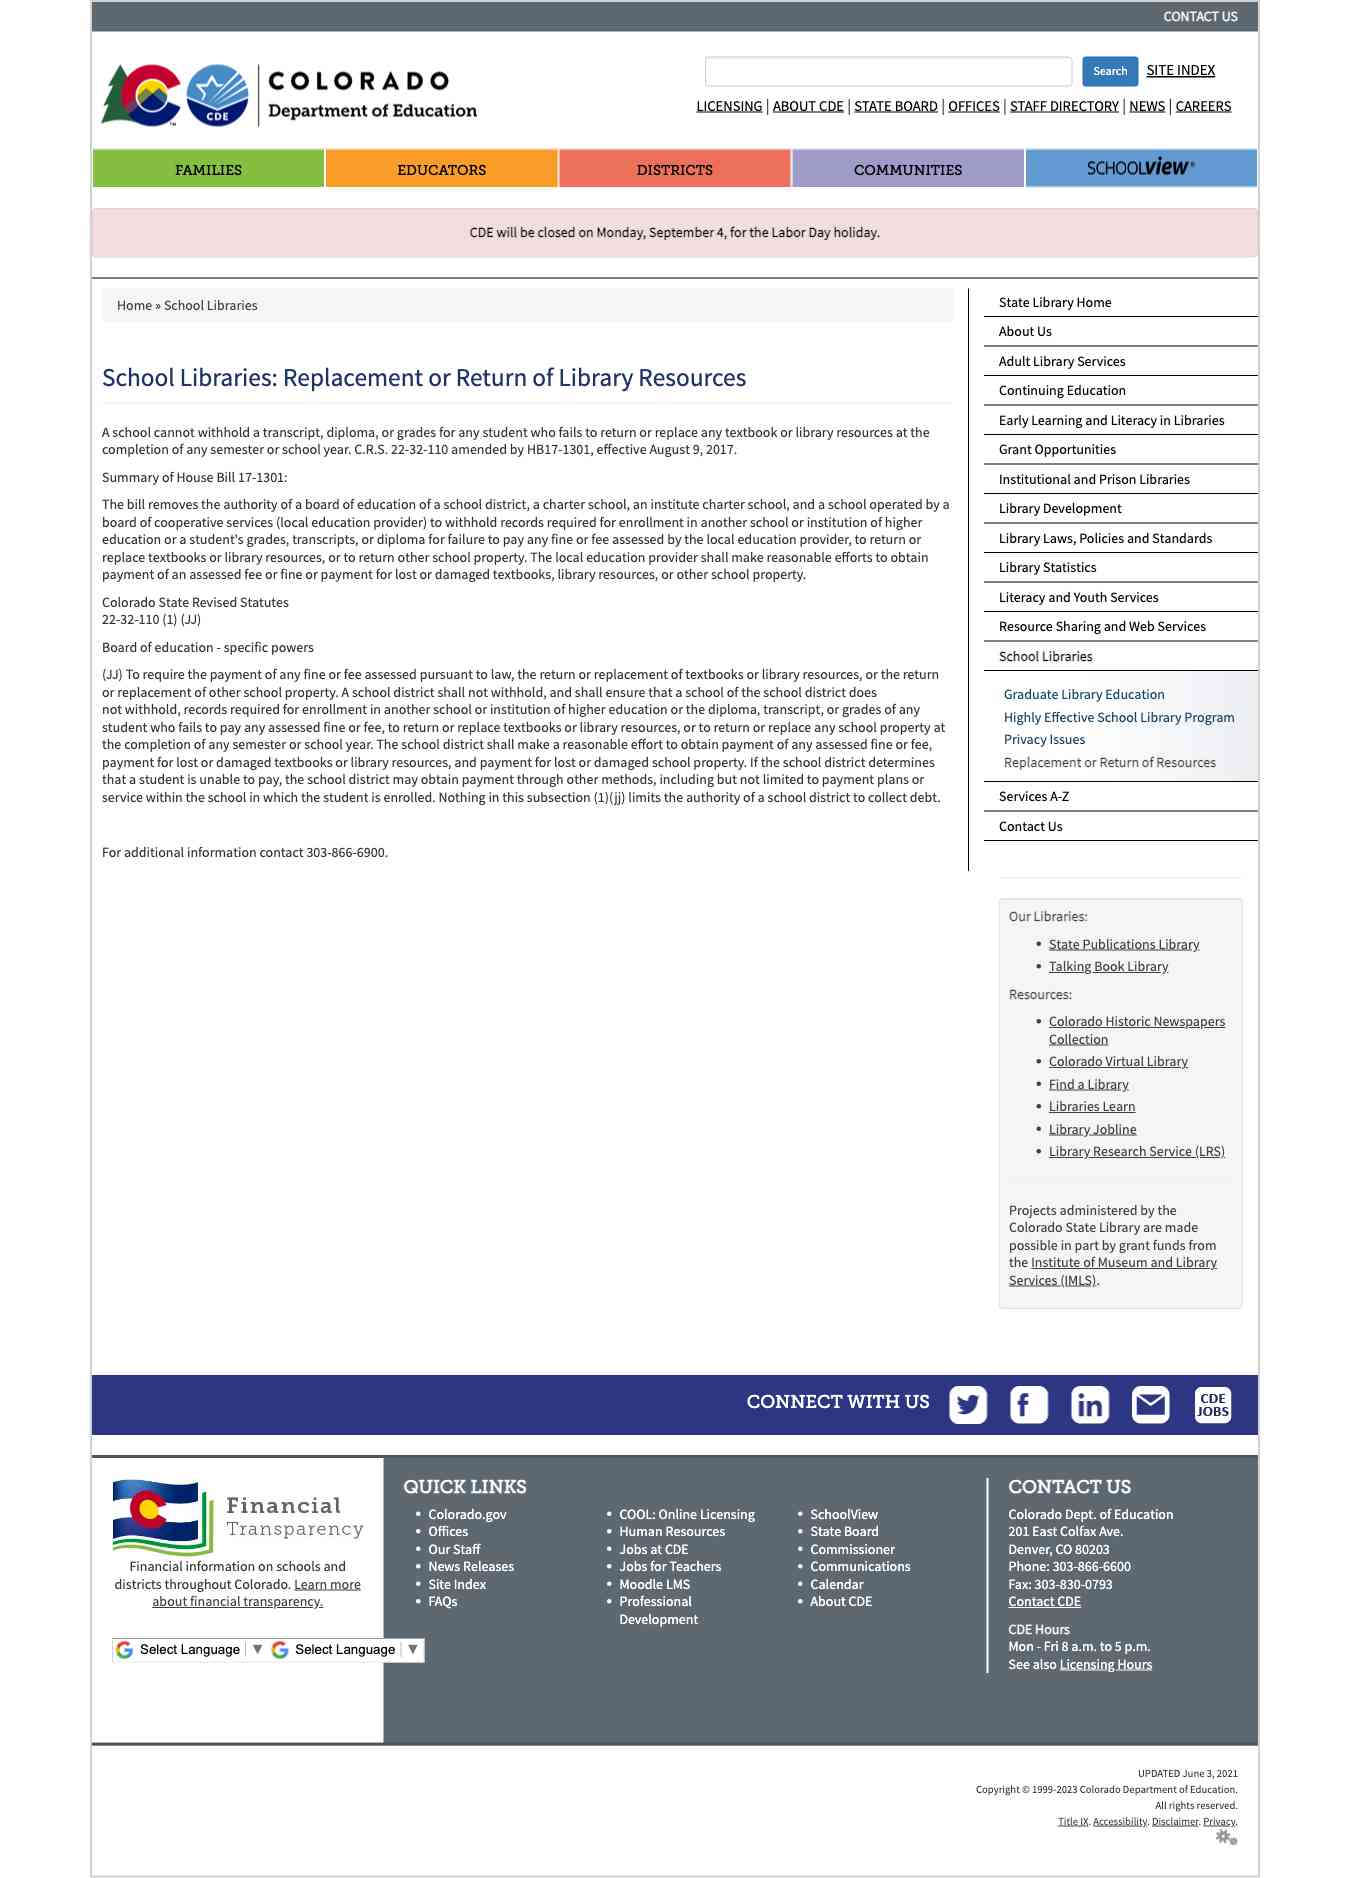 CONTACT US
COLORADO
Department of Education
CDE
TM
Search
SITE INDEX
LICENSING | ABOUT CDE | STATE BOARD | OFFICES | STAFF DIRECTORY | NEWS | CAREERS
FAMILIES
EDUCATORS
DISTRICTS
COMMUNITIES
SCHOOLVIEW®
CDE will be closed on Monday, September 4, for the Labor Day holiday.
Home » School Libraries
School Libraries: Replacement or Return of Library Resources
A school cannot withhold a transcript, diploma, or grades for any student who fails to return or replace any textbook or library resources at the
completion of any semester or school year. C.R.S. 22-32-110 amended by HB17-1301, effective August 9, 2017.
Summary of House Bill 17-1301:
The bill removes the authority of a board of education of a school district, a charter school, an institute charter school, and a school operated by a
board of cooperative services (local education provider) to withhold records required for enrollment in another school or institution of higher
education or a student's grades, transcripts, or diploma for failure to pay any fine or fee assessed by the local education provider, to return or
replace textbooks or library resources, or to return other school property. The local education provider shall make reasonable efforts to obtain
payment of an assessed fee or fine or payment for lost or damaged textbooks, library resources, or other school property.
Colorado State Revised Statutes
22-32-110 (1) (JJ)
Board of education - specific powers
(JJ) To require the payment of any fine or fee assessed pursuant to law, the return or replacement of textbooks or library resources, or the return
or replacement of other school property. A school district shall not withhold, and shall ensure that a school of the school district does
not withhold, records required for enrollment in another school or institution of higher education or the diploma, transcript, or grades of any
student who fails to pay any assessed fine or fee, to return or replace textbooks or library resources, or to return or replace any school property at
the completion of any semester or school year. The school district shall make a reasonable effort to obtain payment of any assessed fine or fee,
payment for lost or damaged textbooks or library resources, and payment for lost or damaged school property. If the school district determines
that a student is unable to pay, the school district may obtain payment through other methods, including but not limited to payment plans or
service within the school in which the student is enrolled. Nothing in this subsection (1)(jj) limits the authority of a school district to collect debt.
For additional information contact 303-866-6900.
State Library Home
About Us
Adult Library Services
Continuing Education
Early Learning and Literacy in Libraries
Grant Opportunities
Institutional and Prison Libraries
Library Development
Library Laws, Policies and Standards
Library Statistics
Literacy and Youth Services
Resource Sharing and Web Services
School Libraries
Graduate Library Education
Highly Effective School Library Program
Privacy Issues
Replacement or Return of Resources
Services A-Z
Contact Us
Our Libraries:
• State Publications Library
• Talking Book Library
Resources:
• Colorado Historic Newspapers
Collection
• Colorado Virtual Library
• Find a Library
• Libraries Learn
• Library Jobline
• Library Research Service (LRS)
Projects administered by the
Colorado State Library are made
possible in part by grant funds from
the Institute of Museum and Library
Services (IMLS).
CONNECT WITH US
CDE
JOBS
Financial
Transparency
Financial information on schools and
districts throughout Colorado. Learn more
about financial transparency.
Select Language ▼ Select Language ▼
QUICK LINKS
• Colorado.gov
• Offices
• Our Staff
• News Releases
• Site Index
• FAQs
• COOL: Online Licensing
• Human Resources
• Jobs at CDE
• Jobs for Teachers
• Moodle LMS
• Professional
Development
• SchoolView
• State Board
• Commissioner
• Communications
• Calendar
• About CDE
CONTACT US
Colorado Dept. of Education
201 East Colfax Ave.
Denver, CO 80203
Phone: 303-866-6600
Fax: 303-830-0793
Contact CDE
CDE Hours
Mon - Fri 8 a.m. to 5 p.m.
See also Licensing Hours
UPDATED June 3, 2021
Copyright © 1999-2023 Colorado Department of Education.
All rights reserved.
Title IX. Accessibility. Disclaimer. Privacy.